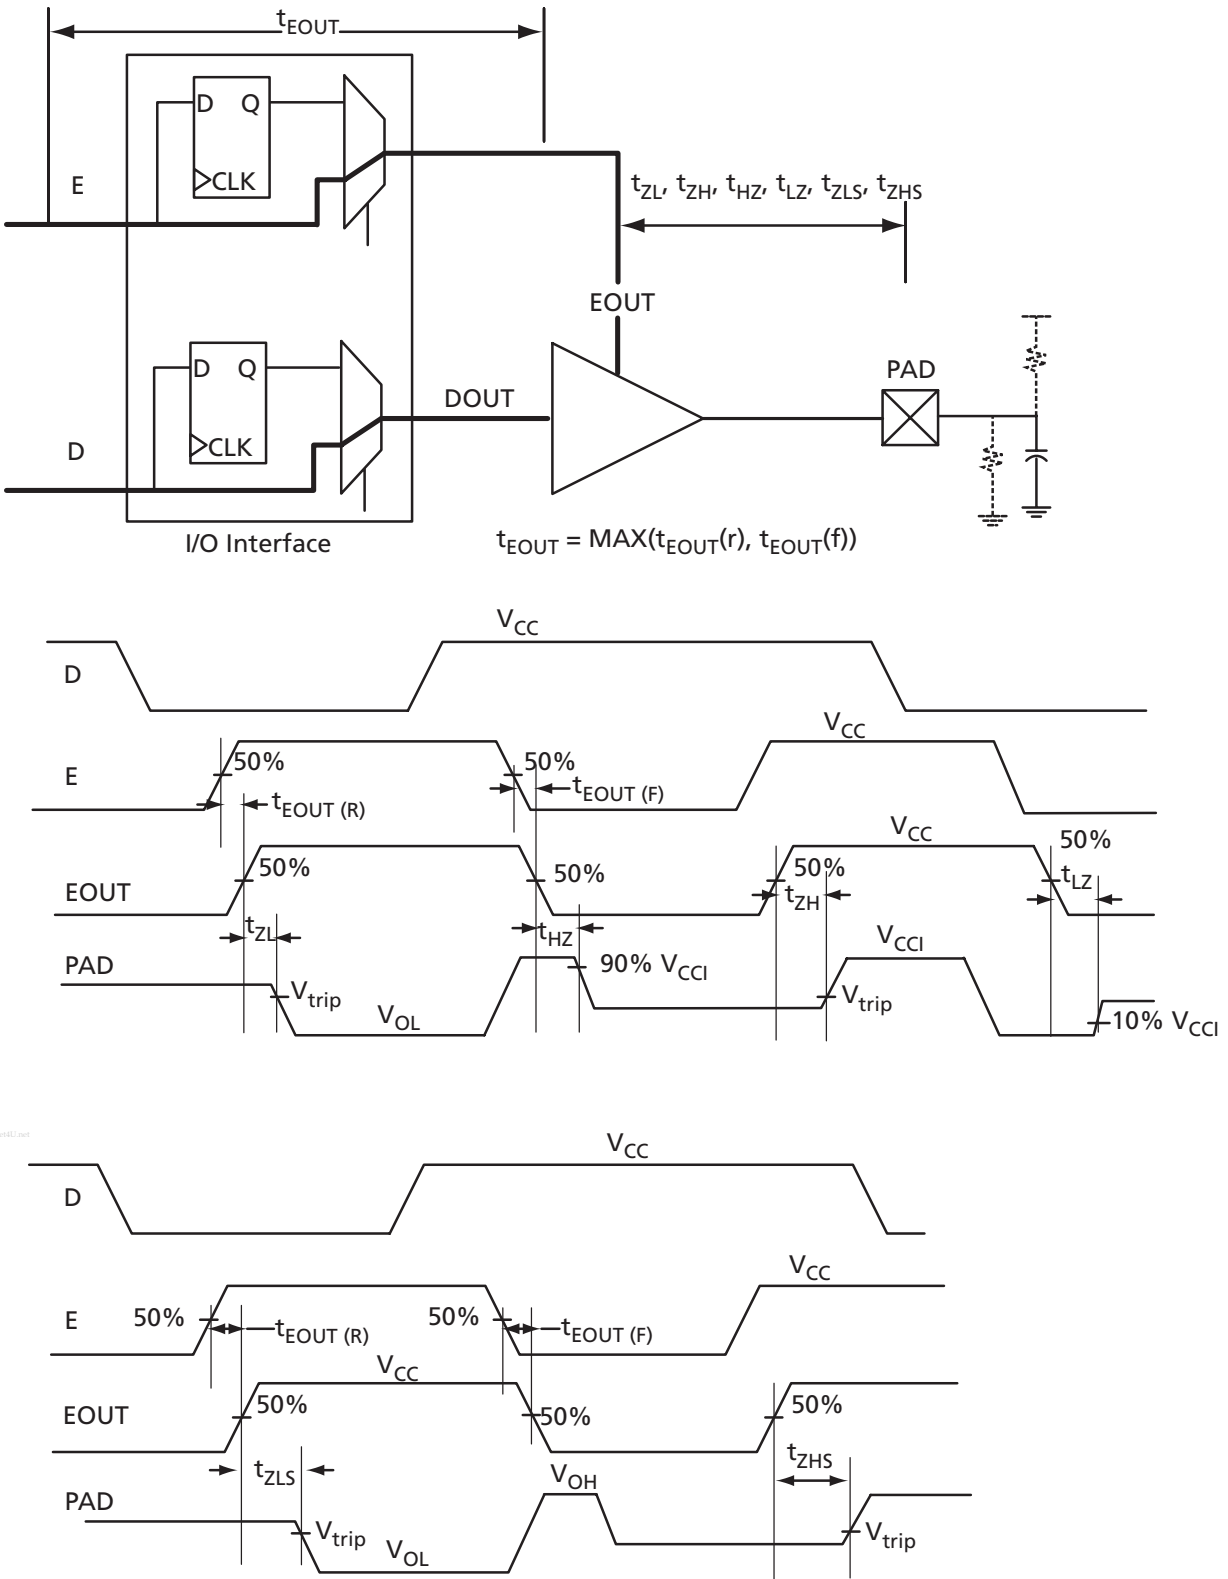 tEOUT
D Q
CLK
E
tZL, tZH, tHZ, tLZ, tZLS, tZHS
EOUT
D Q
CLK
D
DOUT
PAD
I/O Interface
tEOUT = MAX(tEOUT(r), tEOUT(f))
VCC
D
VCC
E
50%
50%
tEOUT (R)
tEOUT (F)
VCC
50%
EOUT
50%
50%
50%
tLZ
tZH
tZL
tHZ
VCCI
PAD
90% VCCI
Vtrip
Vtrip
VOL
10% VCCI
VCC
D
VCC
E
50%
50%
tEOUT (R)
tEOUT (F)
VCC
EOUT
50%
50%
50%
tZLS
tZHS
VOH
PAD
Vtrip
Vtrip
VOL